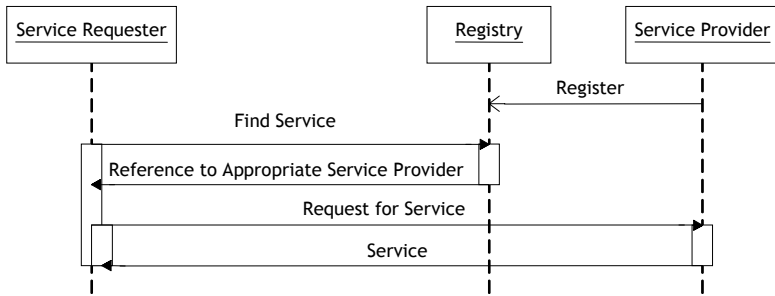 Service Requester
Registry
Service Provider
Register
Find Service
Reference to Appropriate Service Provider
Request for Service
Service